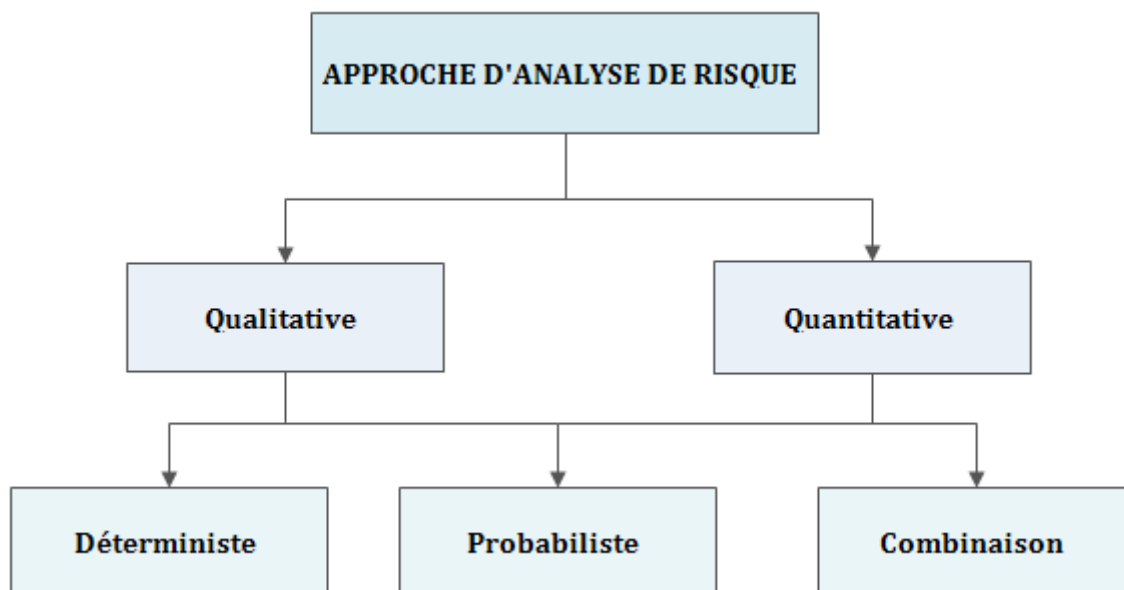 APPROCHE D'ANALYSE DE RISQUE
Qualitative
Quantitative
Déterministe
Probabiliste
Combinaison